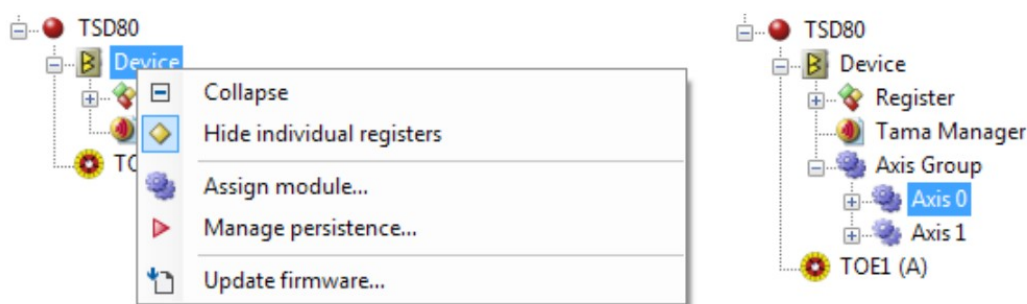 TSD80
Device
Collapse
Hide individual registers
TO
Assign module...
Manage persistence...
Update firmware...
TSD80
Device
Register
Tama Manager
Axis Group
Axis 0
Axis 1
TOE1 (A)